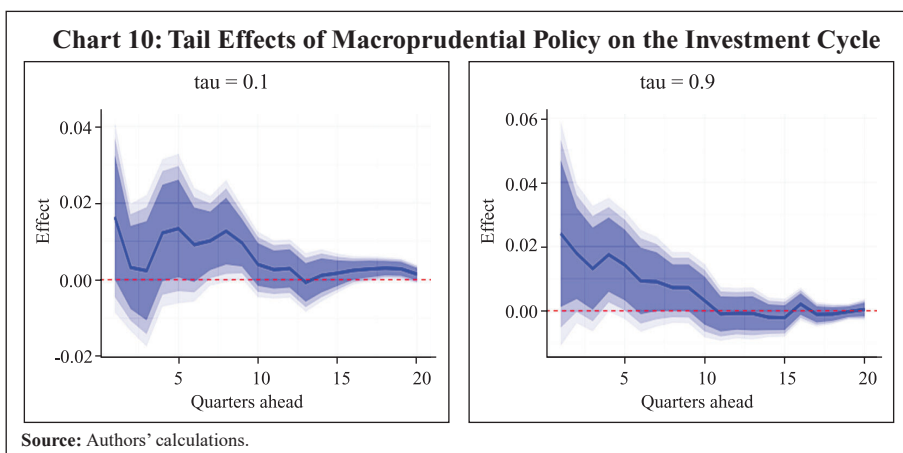 Chart 10: Tail Effects of Macroprudential Policy on the Investment Cycle
tau = 0.1
0.04
0.02
0.00
-0.02
Effect
5
10
15
20
Quarters ahead
tau = 0.9
0.06
0.04
0.02
0.00
Effect
5
10
15
20
Quarters ahead
Source: Authors' calculations.